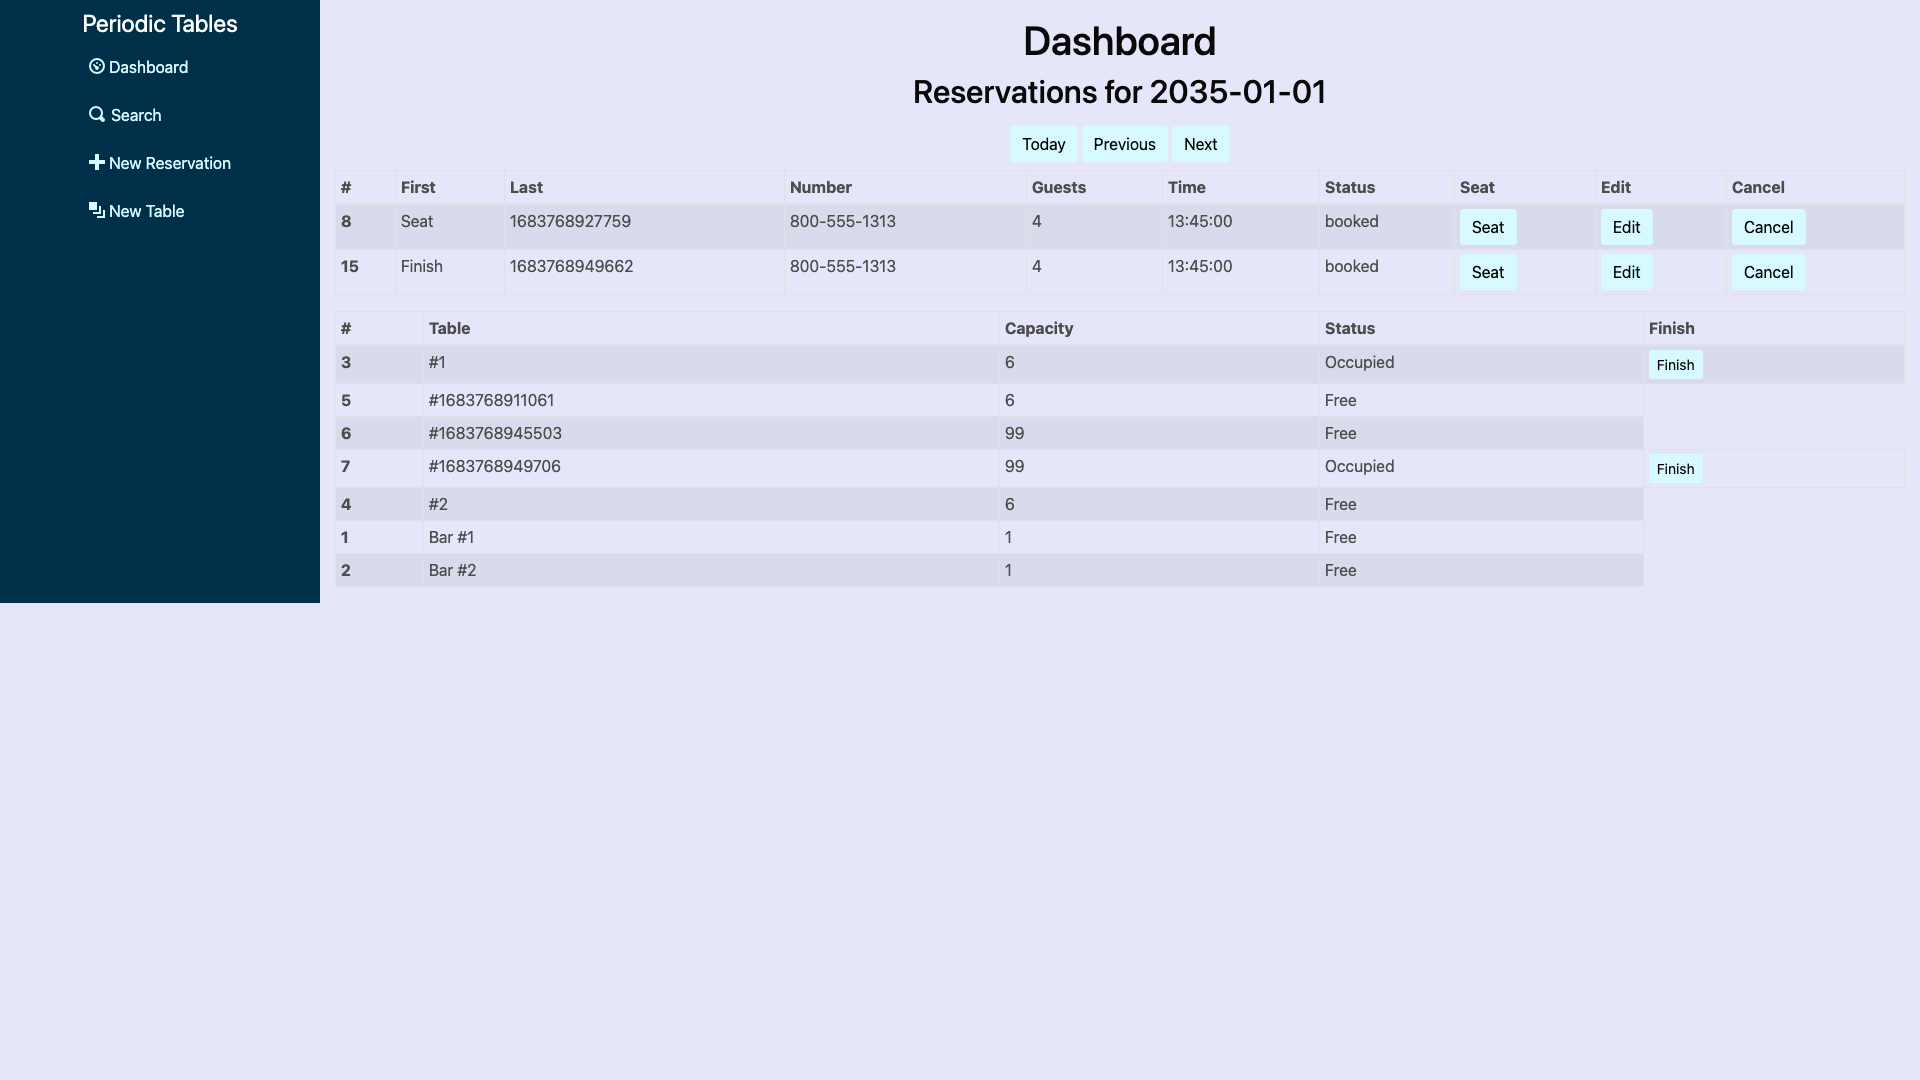 Periodic Tables
Dashboard
Search
New Reservation
New Table
Dashboard
Reservations for 2035-01-01
Today Previous Next
# First Last Number Guests Time Status Seat Edit Cancel
8 Seat 1683768927759 800-555-1313 4 13:45:00 booked Seat Edit Cancel
15 Finish 1683768949662 800-555-1313 4 13:45:00 booked Seat Edit Cancel
# Table Capacity Status Finish
3 #1 6 Occupied Finish
5 #1683768911061 6 Free
6 #1683768945503 99 Free
7 #1683768949706 99 Occupied Finish
4 #2 6 Free
1 Bar #1 1 Free
2 Bar #2 1 Free